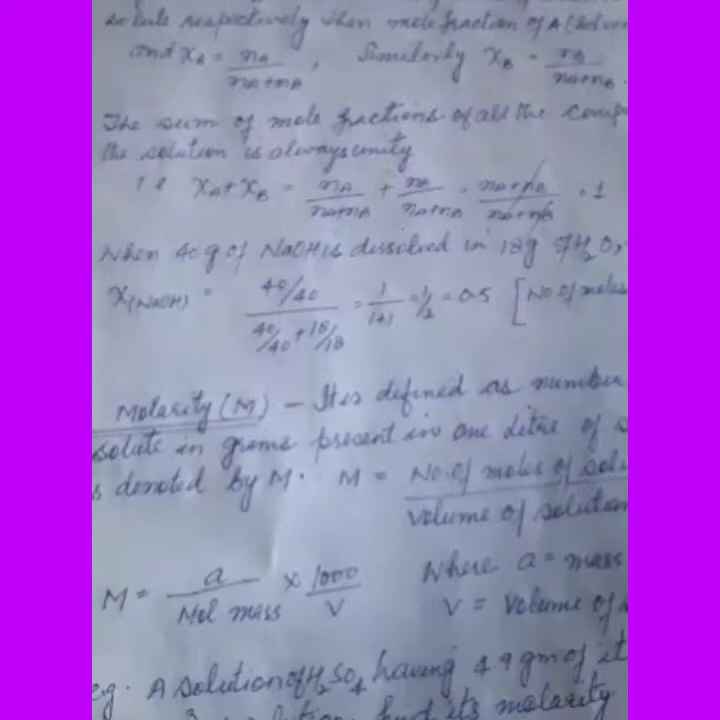 solute respectively then mole fraction of A (Solven
and xA = nA/nA+nB , Similarly xB = nB/nA+nB.
The sum of mole fractions of all the comp
the solution is always unity
i e xA + xB = nA/nA+nB + nB/nA+nB = nA+nB/nA+nB = 1
When 40g of NaOH is dissolved in 18g of H2O,
x(NaOH) = 40/40 / 40/40 + 18/18 = 1/1+1 = 1/2 = 0.5 [No. of moles
Molarity (M) – It is defined as number
solute in grams present in one litre of s
s denoted by M. M = No. of moles of solu
volume of solution
M = a/Mol mass × 1000/V Where a = mass
V = Volume of s
eg. A solution of H2SO4 having 4.9 gm of it
solution. find its molarity